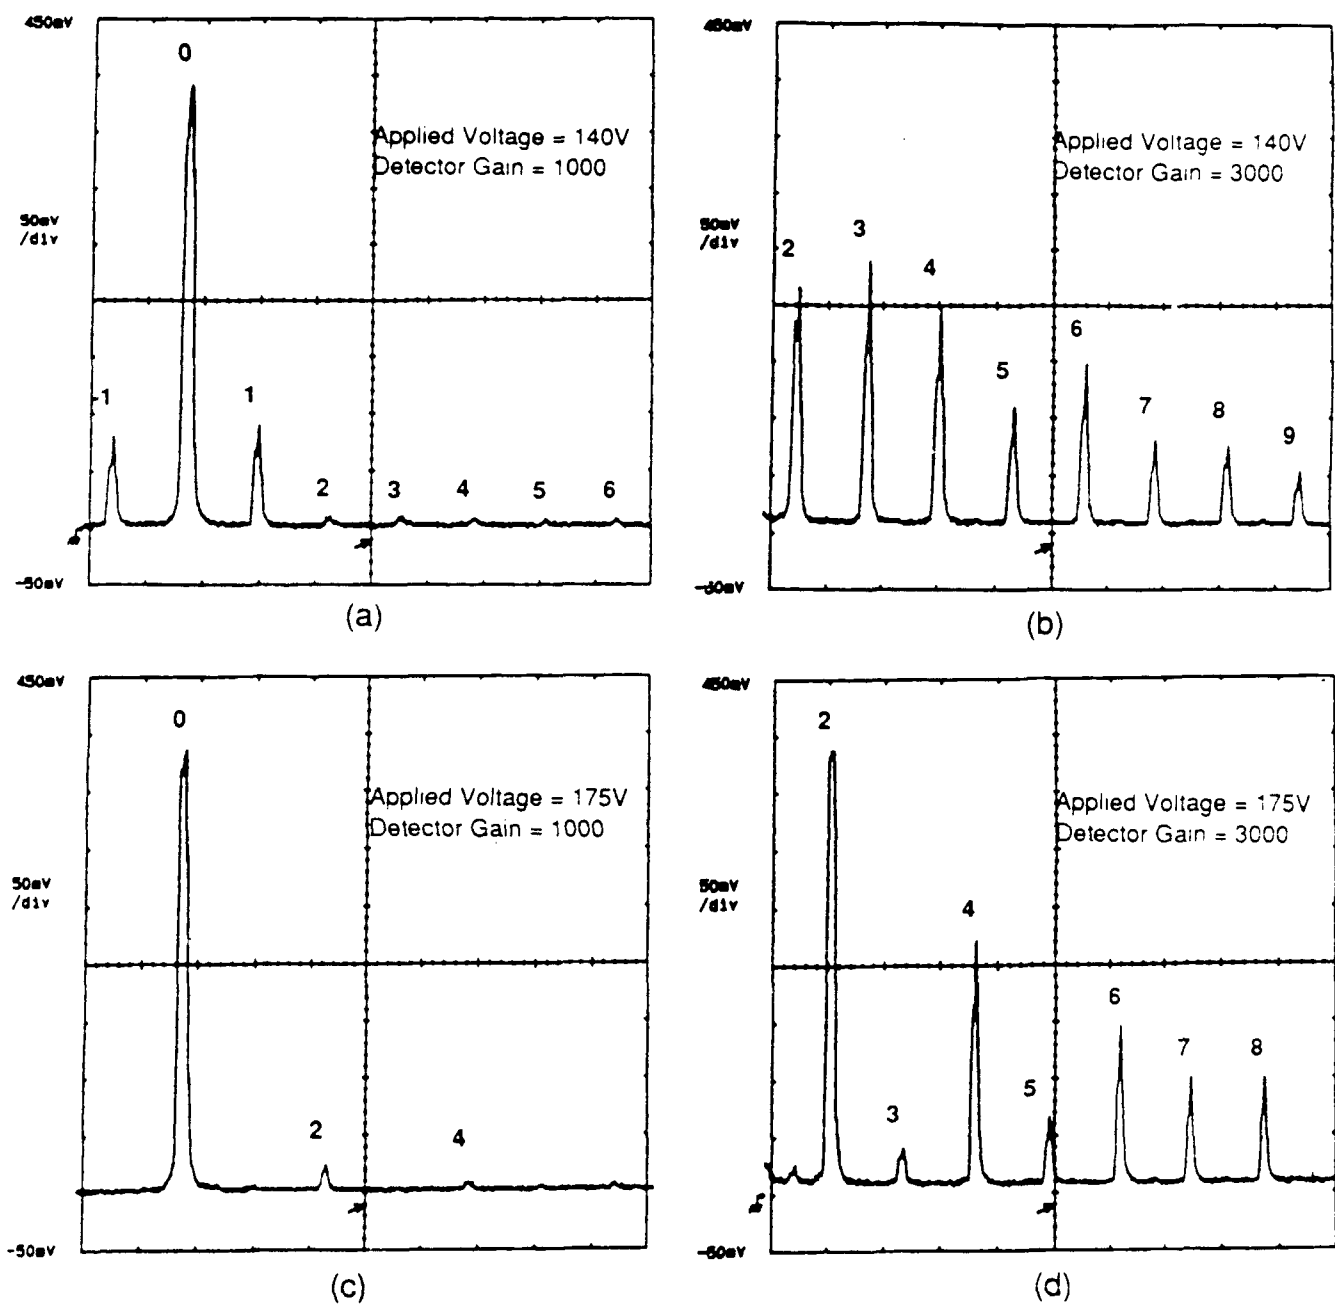 450mV
0
Applied Voltage = 140V
Detector Gain = 1000
50mV
/div
-1
1
2
3
4
5
6
-50mV
(a)
450mV
Applied Voltage = 140V
Detector Gain = 3000
50mV
/div
2
3
4
5
6
7
8
9
-50mV
(b)
450mV
0
Applied Voltage = 175V
Detector Gain = 1000
50mV
/div
2
4
-50mV
(c)
450mV
2
Applied Voltage = 175V
Detector Gain = 3000
50mV
/div
3
4
5
6
7
8
-50mV
(d)